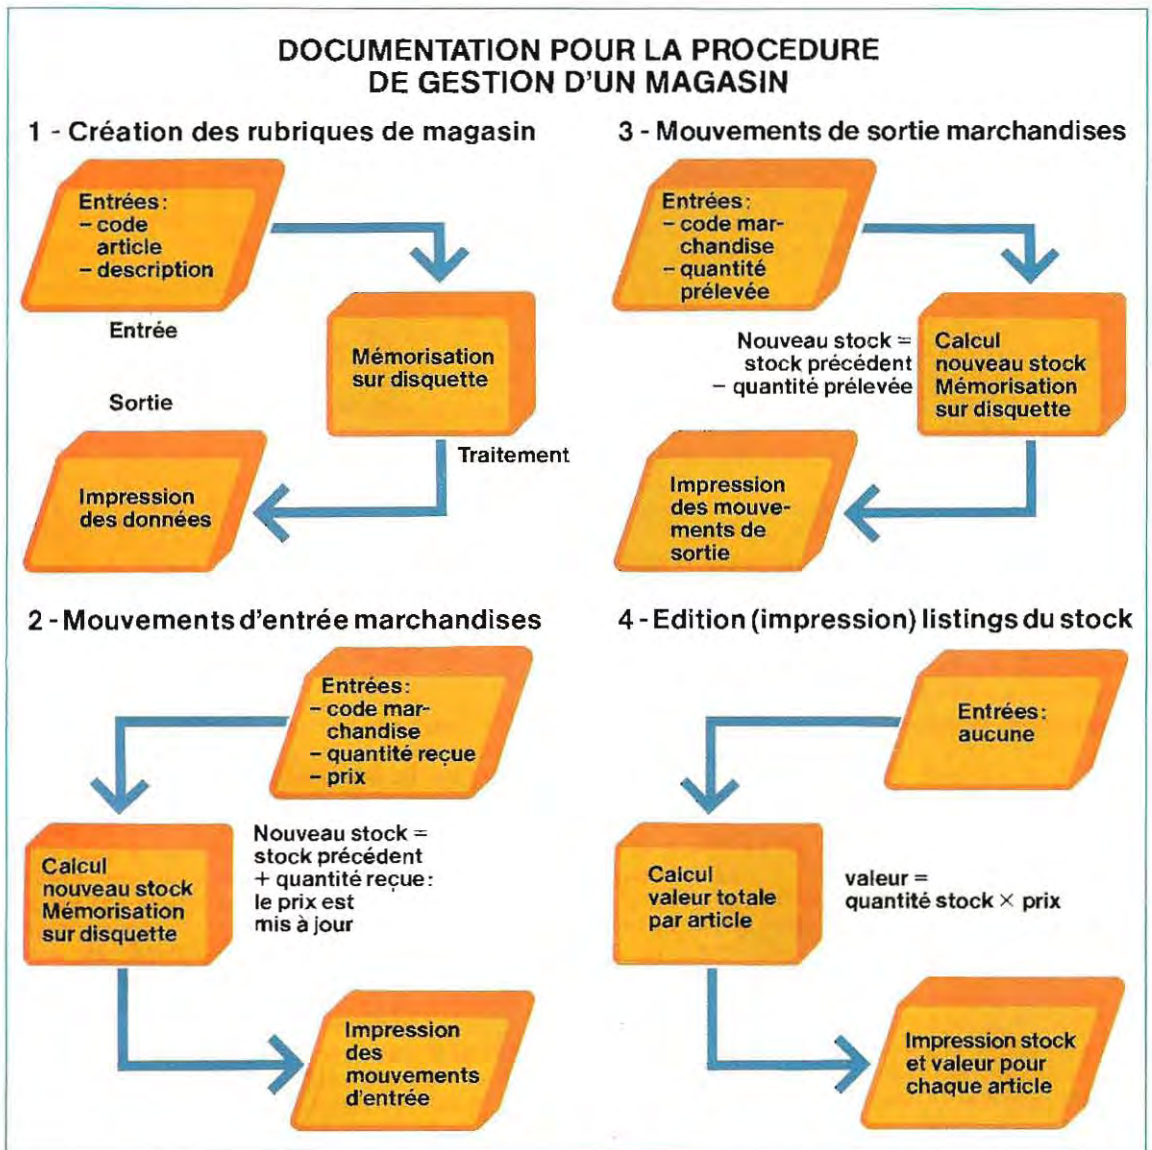 DOCUMENTATION POUR LA PROCEDURE
DE GESTION D'UN MAGASIN
1 - Création des rubriques de magasin
Entrées:
– code
article
– description
Entrée
Mémorisation
sur disquette
Sortie
Traitement
Impression
des données
2 - Mouvements d'entrée marchandises
Entrées:
– code mar-
chandise
– quantité reçue
– prix
Calcul
nouveau stock
Mémorisation
sur disquette
Nouveau stock =
stock précédent
+ quantité reçue:
le prix est
mis à jour
Impression
des
mouvements
d'entrée
3 - Mouvements de sortie marchandises
Entrées:
– code mar-
chandise
– quantité
prélevée
Nouveau stock =
stock précédent
– quantité prélevée
Calcul
nouveau stock
Mémorisation
sur disquette
Impression
des mouve-
ments de
sortie
4 - Edition (impression) listings du stock
Entrées:
aucune
Calcul
valeur totale
par article
valeur =
quantité stock × prix
Impression stock
et valeur pour
chaque article